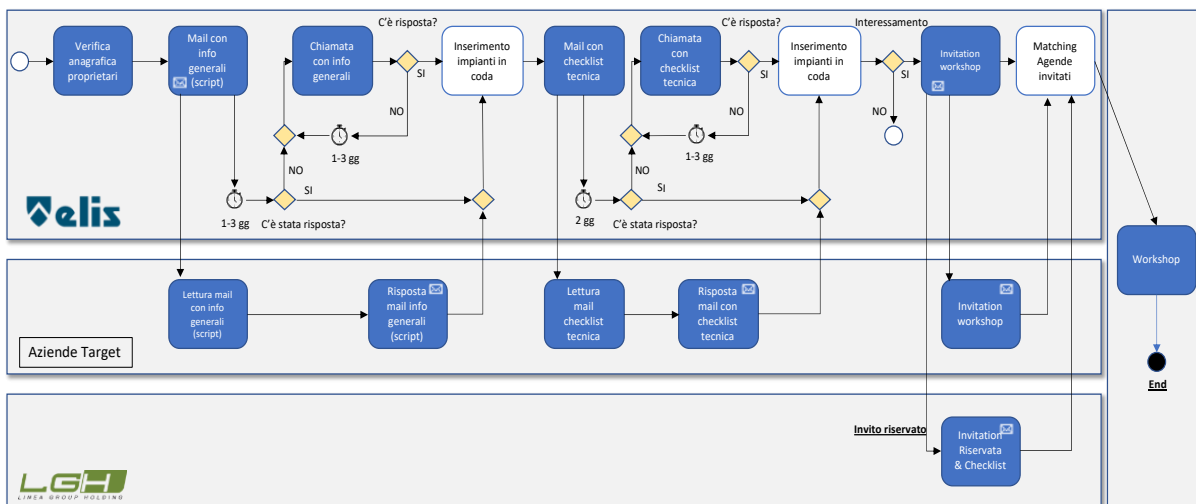 C'è risposta?
C'è risposta?
Interessamento
Verifica
anagrafica
proprietari
Mail con
info
generali
(script)
Chiamata
con info
generali
SI
Inserimento
impianti in
coda
Mail con
checklist
tecnica
Chiamata
con
checklist
tecnica
SI
Inserimento
impianti in
coda
SI
Invitation
workshop
Matching
Agende
invitati
NO
NO
NO
1-3 gg
1-3 gg
NO
NO
SI
SI
elis
1-3 gg
C'è stata risposta?
2 gg
C'è stata risposta?
Workshop
Lettura mail
con info
generali
(script)
Risposta
mail info
generali
(script)
Lettura
mail
checklist
tecnica
Risposta
mail con
checklist
tecnica
Invitation
workshop
Aziende Target
End
Invito riservato
Invitation
Riservata
& Checklist
LGH
LINEA GROUP HOLDING